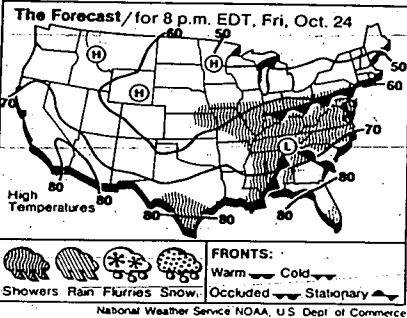 The Forecast/for 8 p.m. EDT, Fri, Oct. 24
60
50
H
H
H
50
60
70
70
L
80
80
80
80
80
80
80
High
Temperatures
Showers Rain Flurries Snow
FRONTS:
Warm Cold
Occluded Stationary
National Weather Service NOAA, U.S. Dept of Commerce